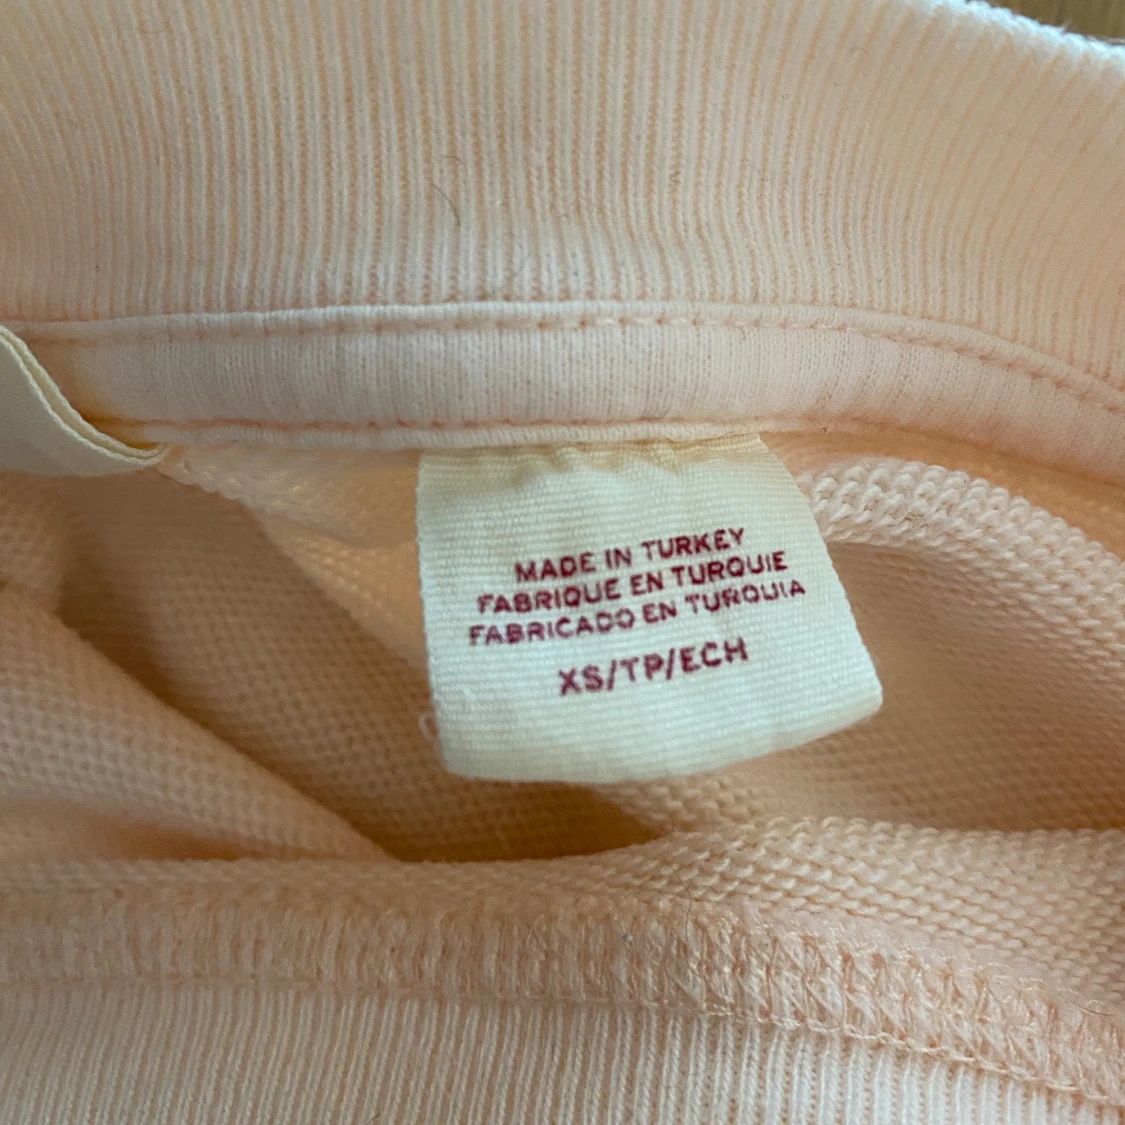 MADE IN TURKEY
FABRIQUE EN TURQUIE
FABRICADO EN TURQUIA
XS/TP/ECH